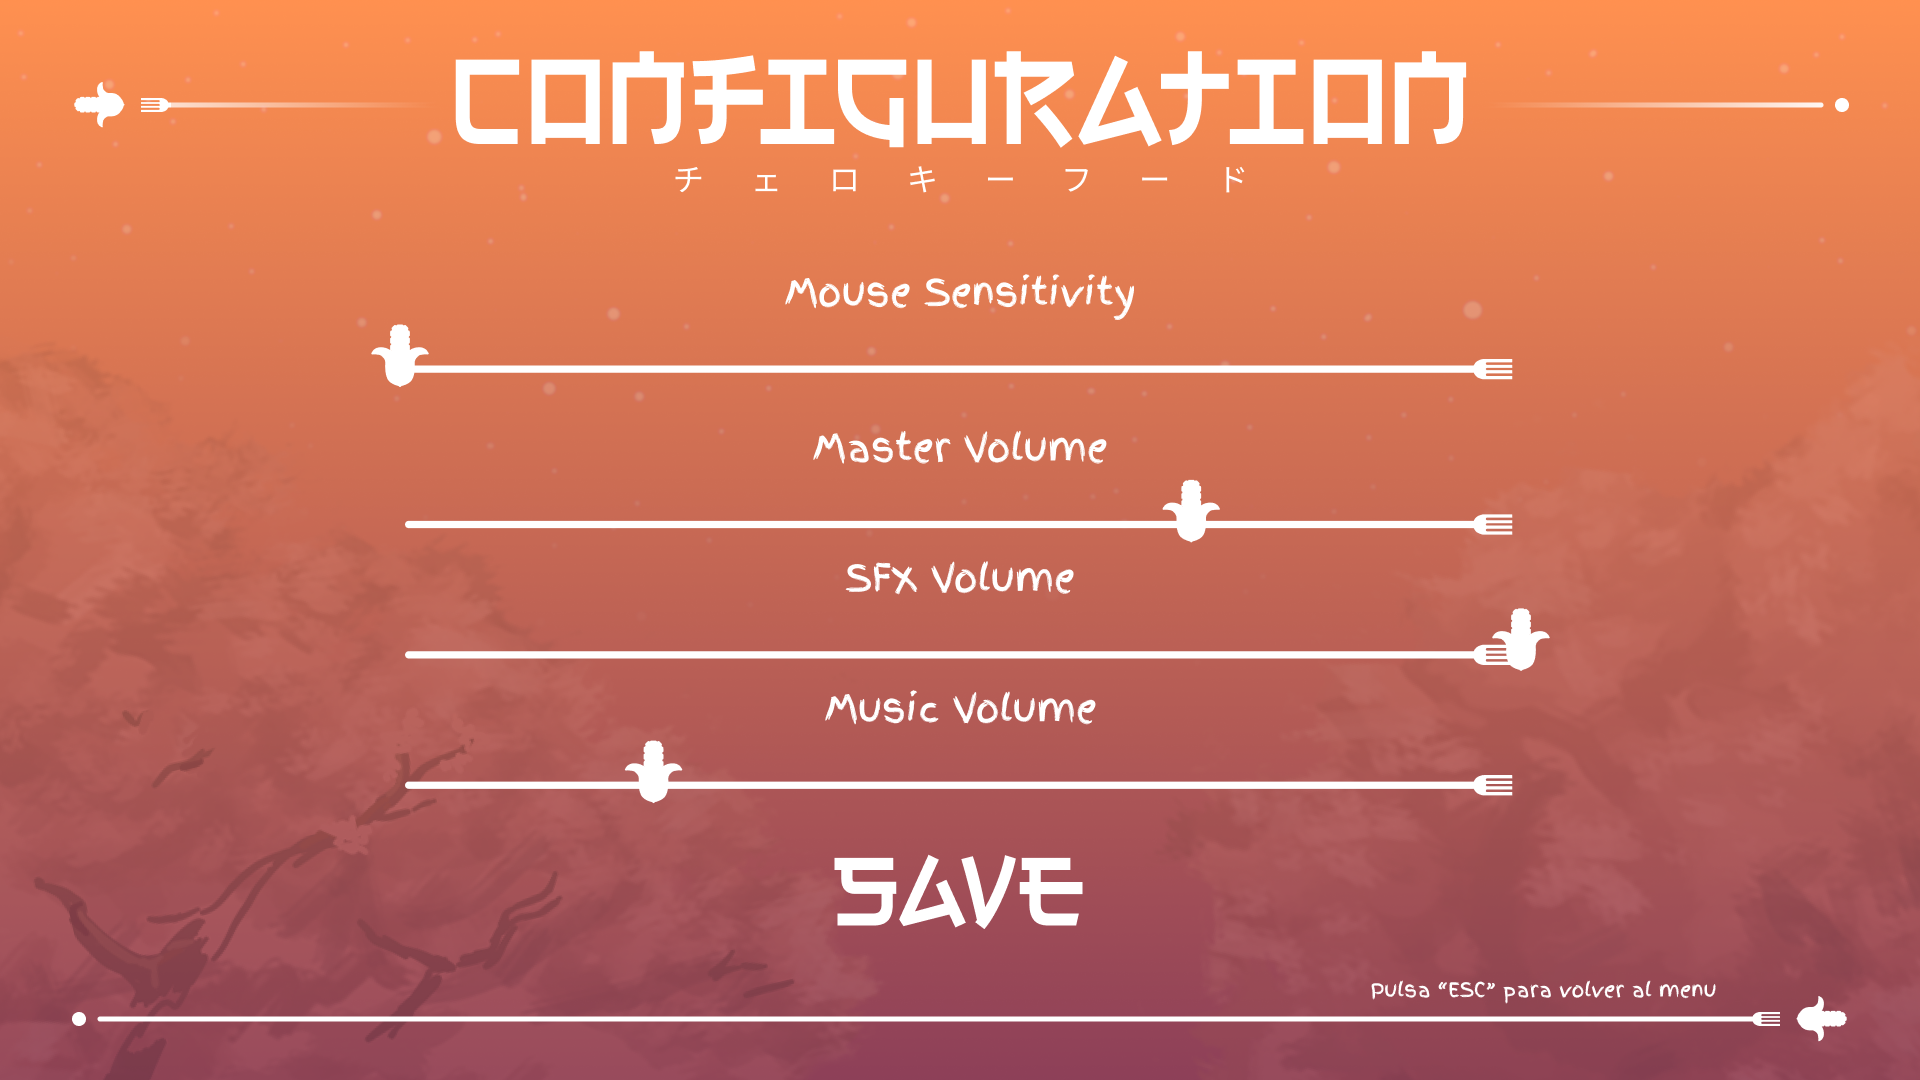 CONFIGURATION
チェロキーフード
Mouse Sensitivity
Master Volume
SFX Volume
Music Volume
SAVE
Pulsa “ESC” para volver al menu